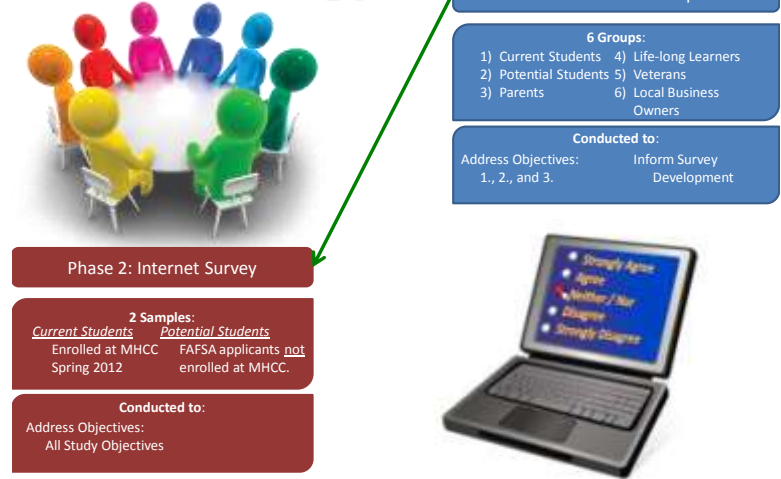 6 Groups:
1) Current Students 4) Life-long Learners
2) Potential Students 5) Veterans
3) Parents 6) Local Business
Owners
Conducted to:
Address Objectives: Inform Survey
1., 2., and 3. Development
Phase 2: Internet Survey
2 Samples:
Current Students Potential Students
Enrolled at MHCC FAFSA applicants not
Spring 2012 enrolled at MHCC.
Conducted to:
Address Objectives:
All Study Objectives
Strongly Agree
Agree
Neither / Nor
Disagree
Strongly Disagree